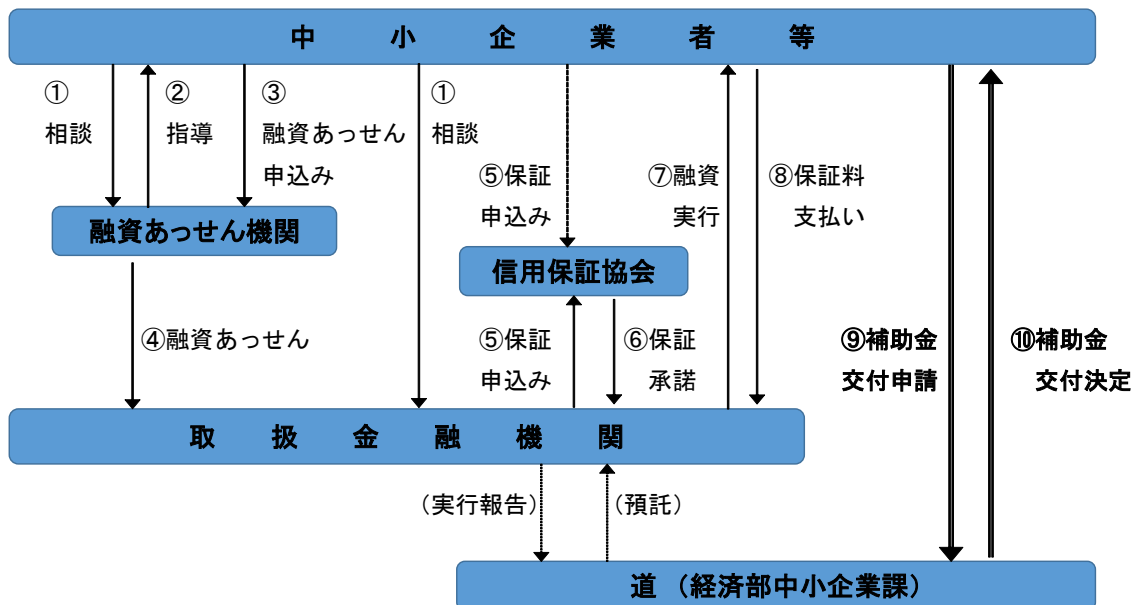 中小企業者等
①
相談
②
指導
③
融資あっせん
申込み
①
相談
⑤保証
申込み
⑦融資
実行
⑧保証料
支払い
融資あっせん機関
信用保証協会
④融資あっせん
⑤保証
申込み
⑥保証
承諾
⑨補助金
交付申請
⑩補助金
交付決定
取扱金融機関
（実行報告）
（預託）
道（経済部中小企業課）